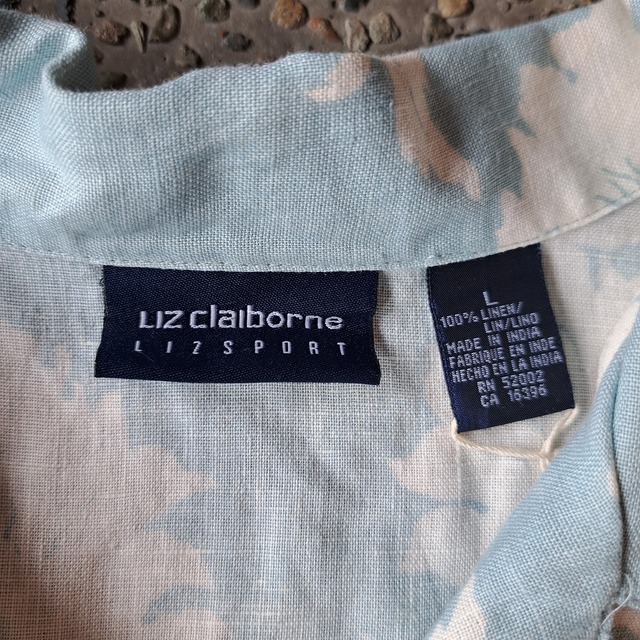 LIZ claiborne
LIZSPORT
L
100% LINEN/
LIN/LINO
MADE IN INDIA
FABRIQUE EN INDE
HECHO EN LA INDIA
RN 52002
CA 16396